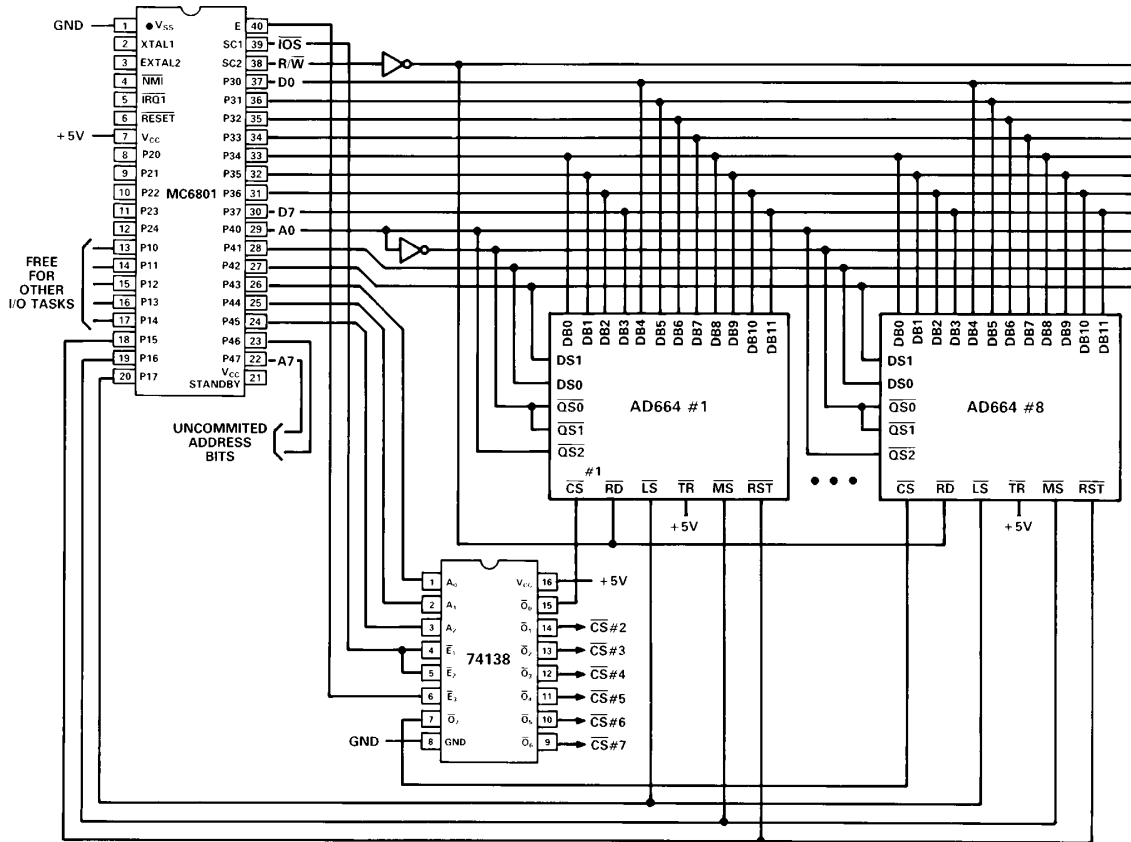 GND
1 ● VSS E 40
2 XTAL1 SC1 39 IOS
3 EXTAL2 SC2 38 R/W
4 NMI P30 37 D0
5 IRQ1 P31 36
6 RESET P32 35
+5V 7 VCC P33 34
8 P20 P34 33
9 P21 P35 32
10 P22 MC6801 P36 31
11 P23 P37 30 D7
12 P24 P40 29 A0
13 P10 P41 28
14 P11 P42 27
15 P12 P43 26
16 P13 P44 25
17 P14 P45 24
18 P15 P46 23
19 P16 P47 22 A7
20 P17 VCC STANDBY 21
FREE
FOR
OTHER
I/O TASKS
UNCOMMITED
ADDRESS
BITS
DB0 DB1 DB2 DB3 DB4 DB5 DB6 DB7 DB8 DB9 DB10 DB11
DS1
DS0
QS0
QS1
QS2
AD664 #1
#1
CS RD LS TR MS RST
+5V
DB0 DB1 DB2 DB3 DB4 DB5 DB6 DB7 DB8 DB9 DB10 DB11
DS1
DS0
QS0
QS1
QS2
AD664 #8
CS RD LS TR MS RST
+5V
1 A0 VCC 16 +5V
2 A1 O0 15
3 A2 O1 14 CS#2
4 E1 O2 13 CS#3
74138
5 E2 O3 12 CS#4
6 E3 O4 11 CS#5
7 O7 O5 10 CS#6
GND 8 GND O6 9 CS#7